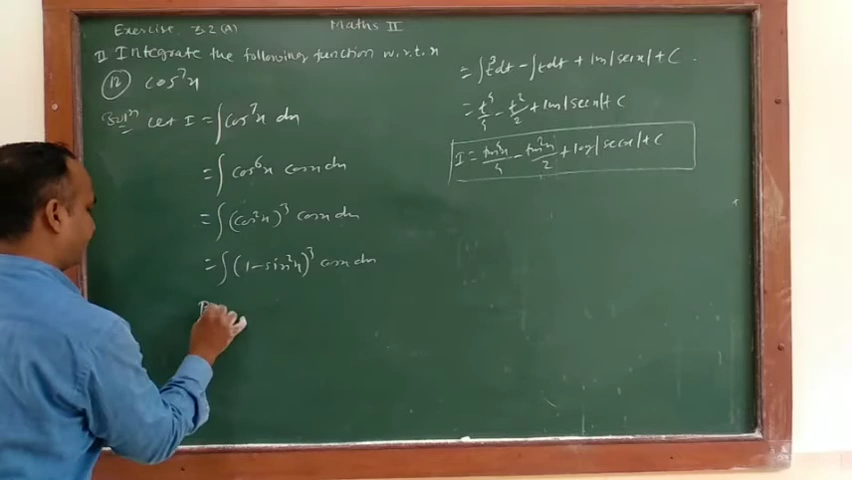 Exercise 3.2 (A) Maths II
II Integrate the following function w.r.t. x
(12) cos⁷x
Solⁿ Let I = ∫cos⁷x dx
= ∫cos⁶x cosx dx
= ∫(cos²x)³ cosx dx
= ∫(1-sin²x)³ cosx dx
P
= ∫t³dt - ∫t dt + ln|secx| + C
= t⁴/4 - t²/2 + ln|secx| + C
I = tan⁴x/4 - tan²x/2 + log|secx| + C